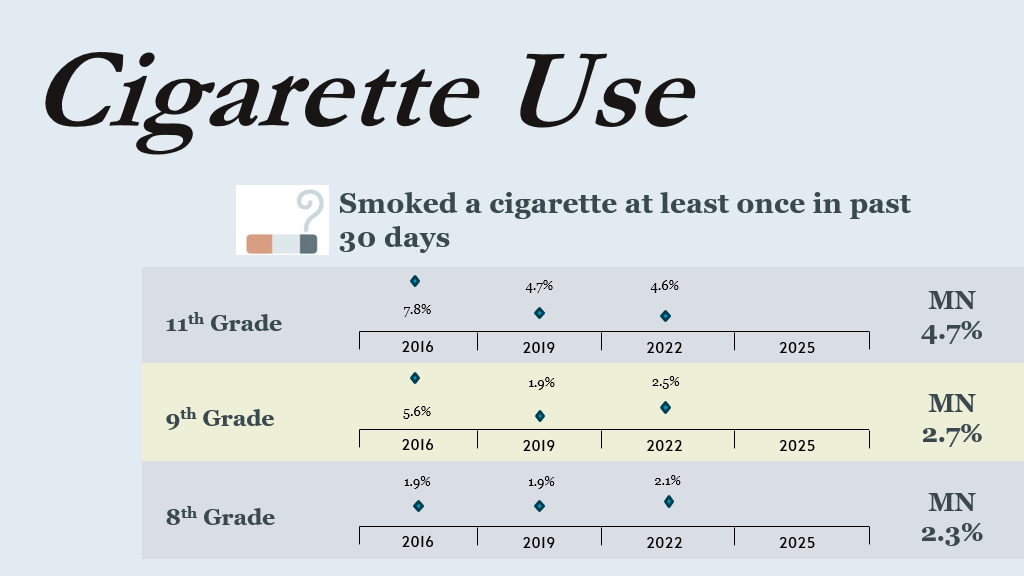 Cigarette Use
Smoked a cigarette at least once in past
30 days
11th Grade
7.8%
4.7%
4.6%
2016
2019
2022
2025
MN
4.7%
9th Grade
5.6%
1.9%
2.5%
2016
2019
2022
2025
MN
2.7%
8th Grade
1.9%
1.9%
2.1%
2016
2019
2022
2025
MN
2.3%